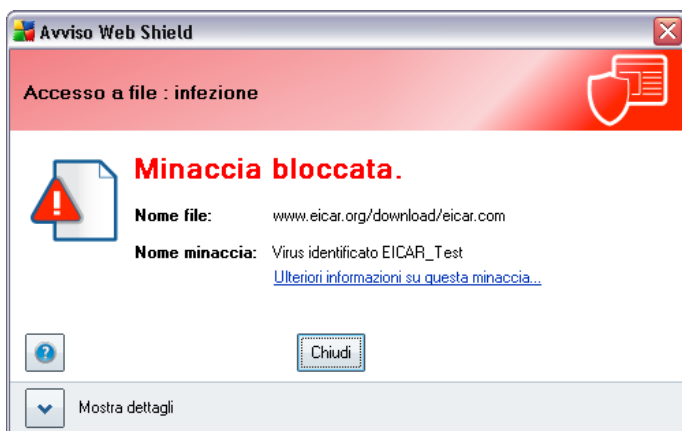 Avviso Web Shield
Accesso a file : infezione
Minaccia bloccata.
Nome file: www.eicar.org/download/eicar.com
Nome minaccia: Virus identificato EICAR_Test
Ulteriori informazioni su questa minaccia...
Chiudi
Mostra dettagli